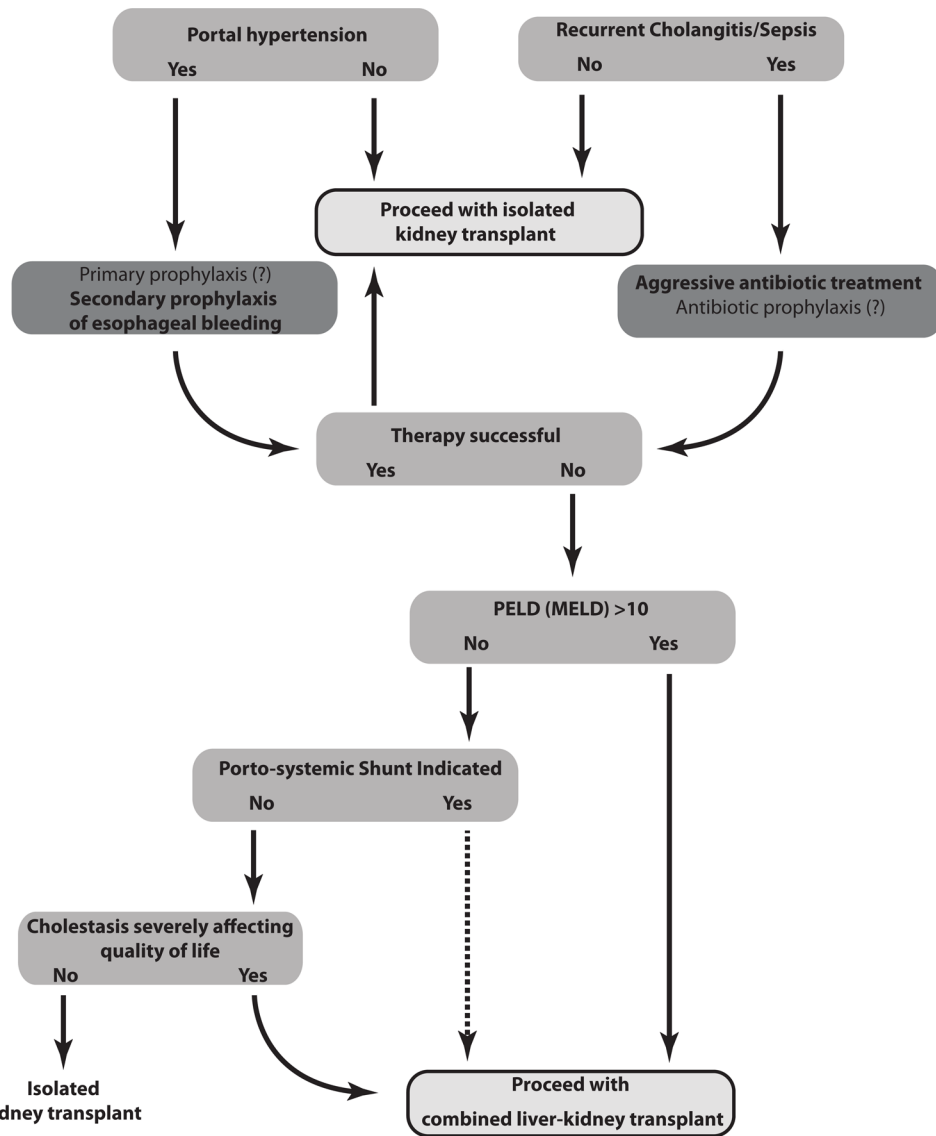 Portal hypertension
Yes No
Recurrent Cholangitis/Sepsis
No Yes
Proceed with isolated
kidney transplant
Primary prophylaxis (?)
Secondary prophylaxis
of esophageal bleeding
Aggressive antibiotic treatment
Antibiotic prophylaxis (?)
Therapy successful
Yes No
PELD (MELD) >10
No Yes
Porto-systemic Shunt Indicated
No Yes
Cholestasis severely affecting
quality of life
No Yes
Isolated
dney transplant
Proceed with
combined liver-kidney transplant